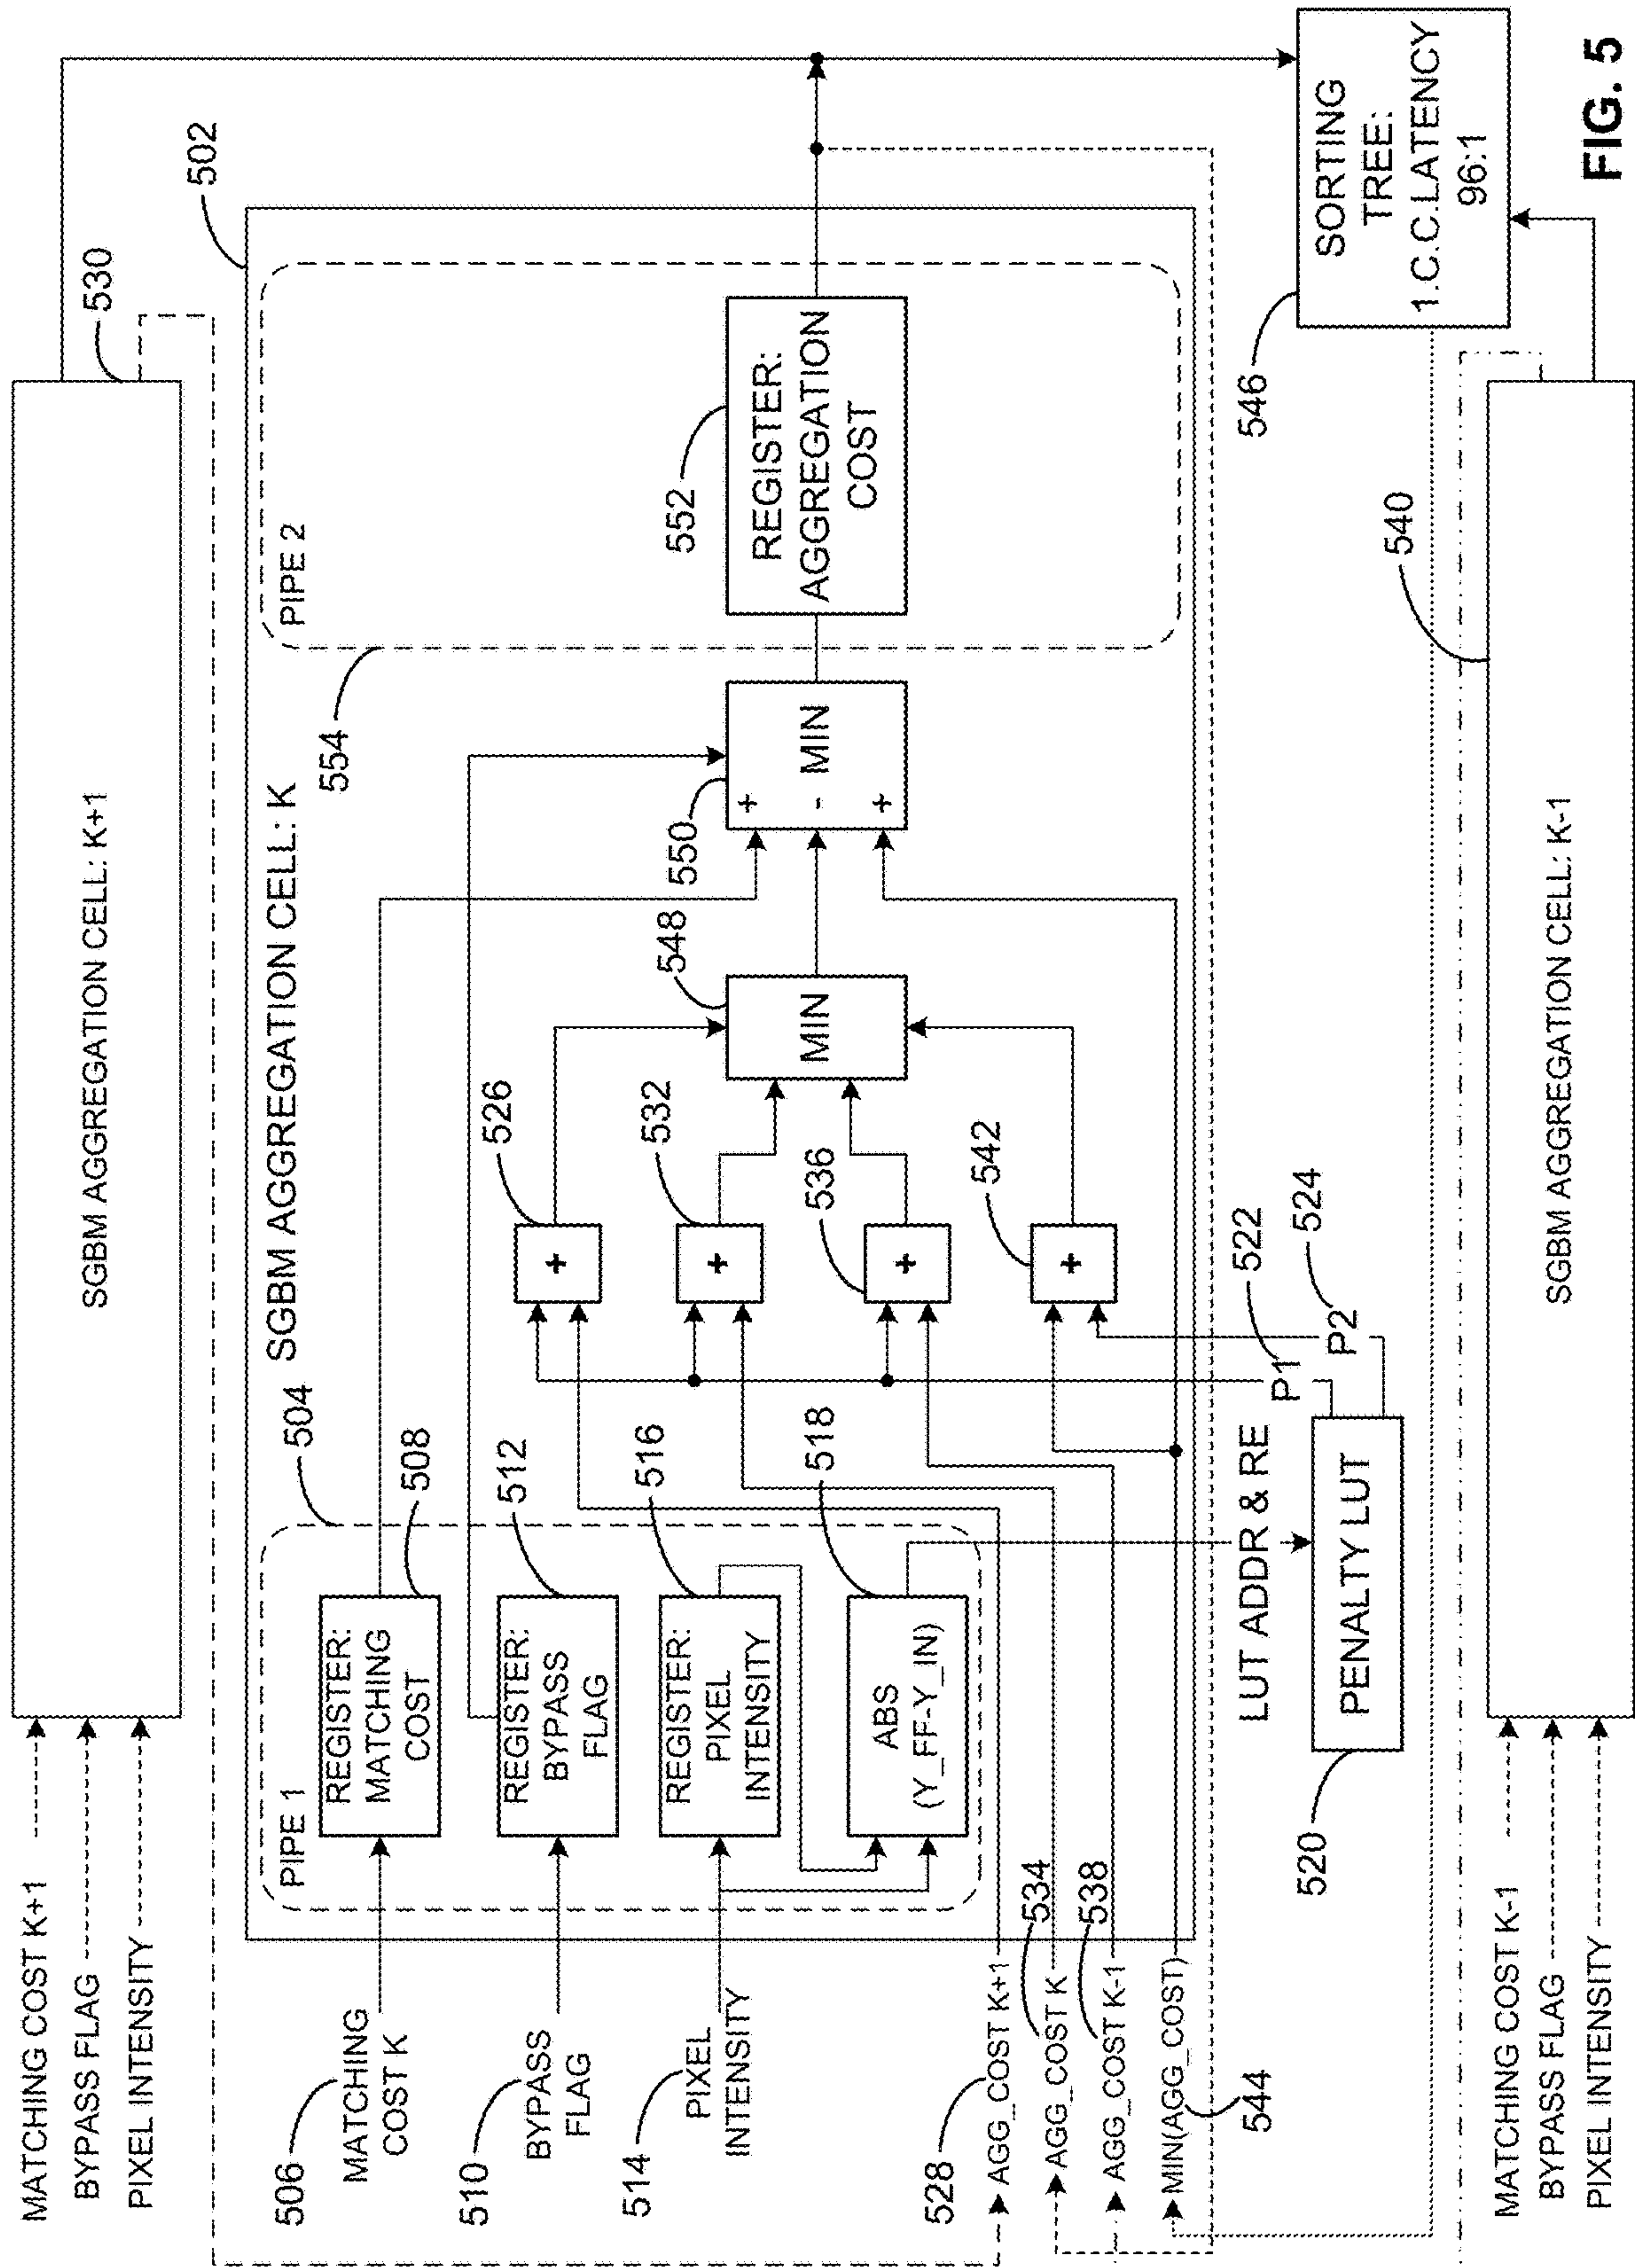 MATCHING COST K+1
BYPASS FLAG
PIXEL INTENSITY
SGBM AGGREGATION CELL: K+1
530
502
SGBM AGGREGATION CELL: K
504
PIPE 1
506
MATCHING
COST K
REGISTER:
MATCHING
COST
508
510
BYPASS
FLAG
REGISTER:
BYPASS
FLAG
512
514
PIXEL
INTENSITY
REGISTER:
PIXEL
INTENSITY
516
ABS
(Y_FF-Y_IN)
518
526
+
532
+
536
+
542
+
548
MIN
550
+
- MIN
+
554
PIPE 2
552
REGISTER:
AGGREGATION
COST
528
AGG_COST K+1
534
AGG_COST K
538
AGG_COST K-1
MIN(AGG_COST)
544
LUT ADDR & RE
P1
522
P2
524
520
PENALTY LUT
546
SORTING
TREE:
1.C.C.LATENCY
96:1
540
MATCHING COST K-1
BYPASS FLAG
PIXEL INTENSITY
SGBM AGGREGATION CELL: K-1
FIG. 5